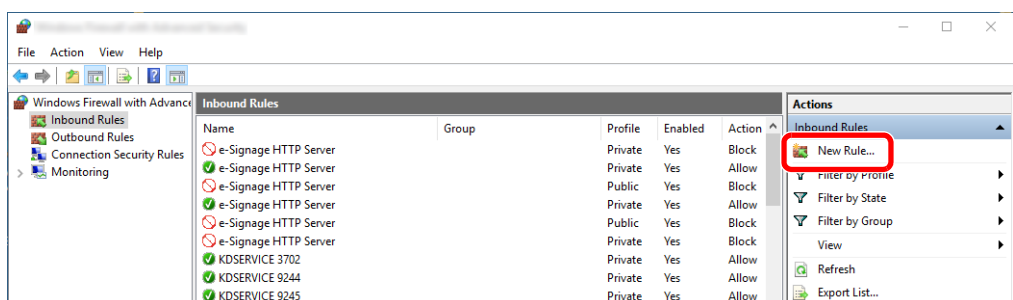 File Action View Help
Windows Firewall with Advance
Inbound Rules
Outbound Rules
Connection Security Rules
Monitoring
Inbound Rules
Name Group Profile Enabled Action
e-Signage HTTP Server Private Yes Block
e-Signage HTTP Server Private Yes Allow
e-Signage HTTP Server Public Yes Block
e-Signage HTTP Server Private Yes Allow
e-Signage HTTP Server Public Yes Block
e-Signage HTTP Server Private Yes Block
KDSERVICE 3702 Private Yes Allow
KDSERVICE 9244 Private Yes Allow
KDSERVICE 9245 Private Yes Allow
Actions
Inbound Rules
New Rule...
Filter by Profile
Filter by State
Filter by Group
View
Refresh
Export List...